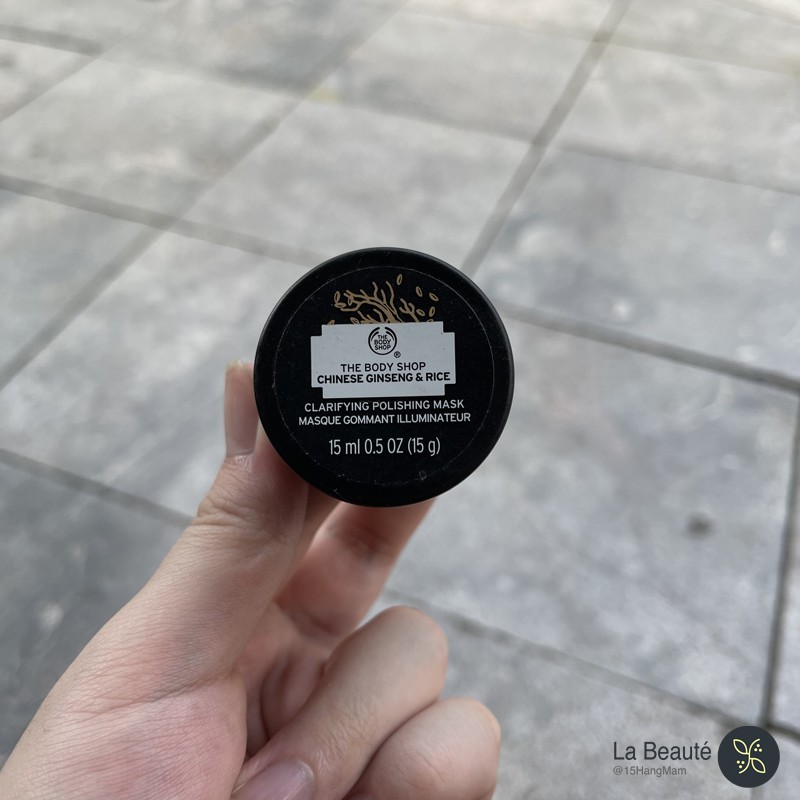 THE
BODY
SHOP
®
THE BODY SHOP
CHINESE GINSENG & RICE
CLARIFYING POLISHING MASK
MASQUE GOMMANT ILLUMINATEUR
15 ml 0.5 OZ (15 g)
La Beauté
@15HangMam